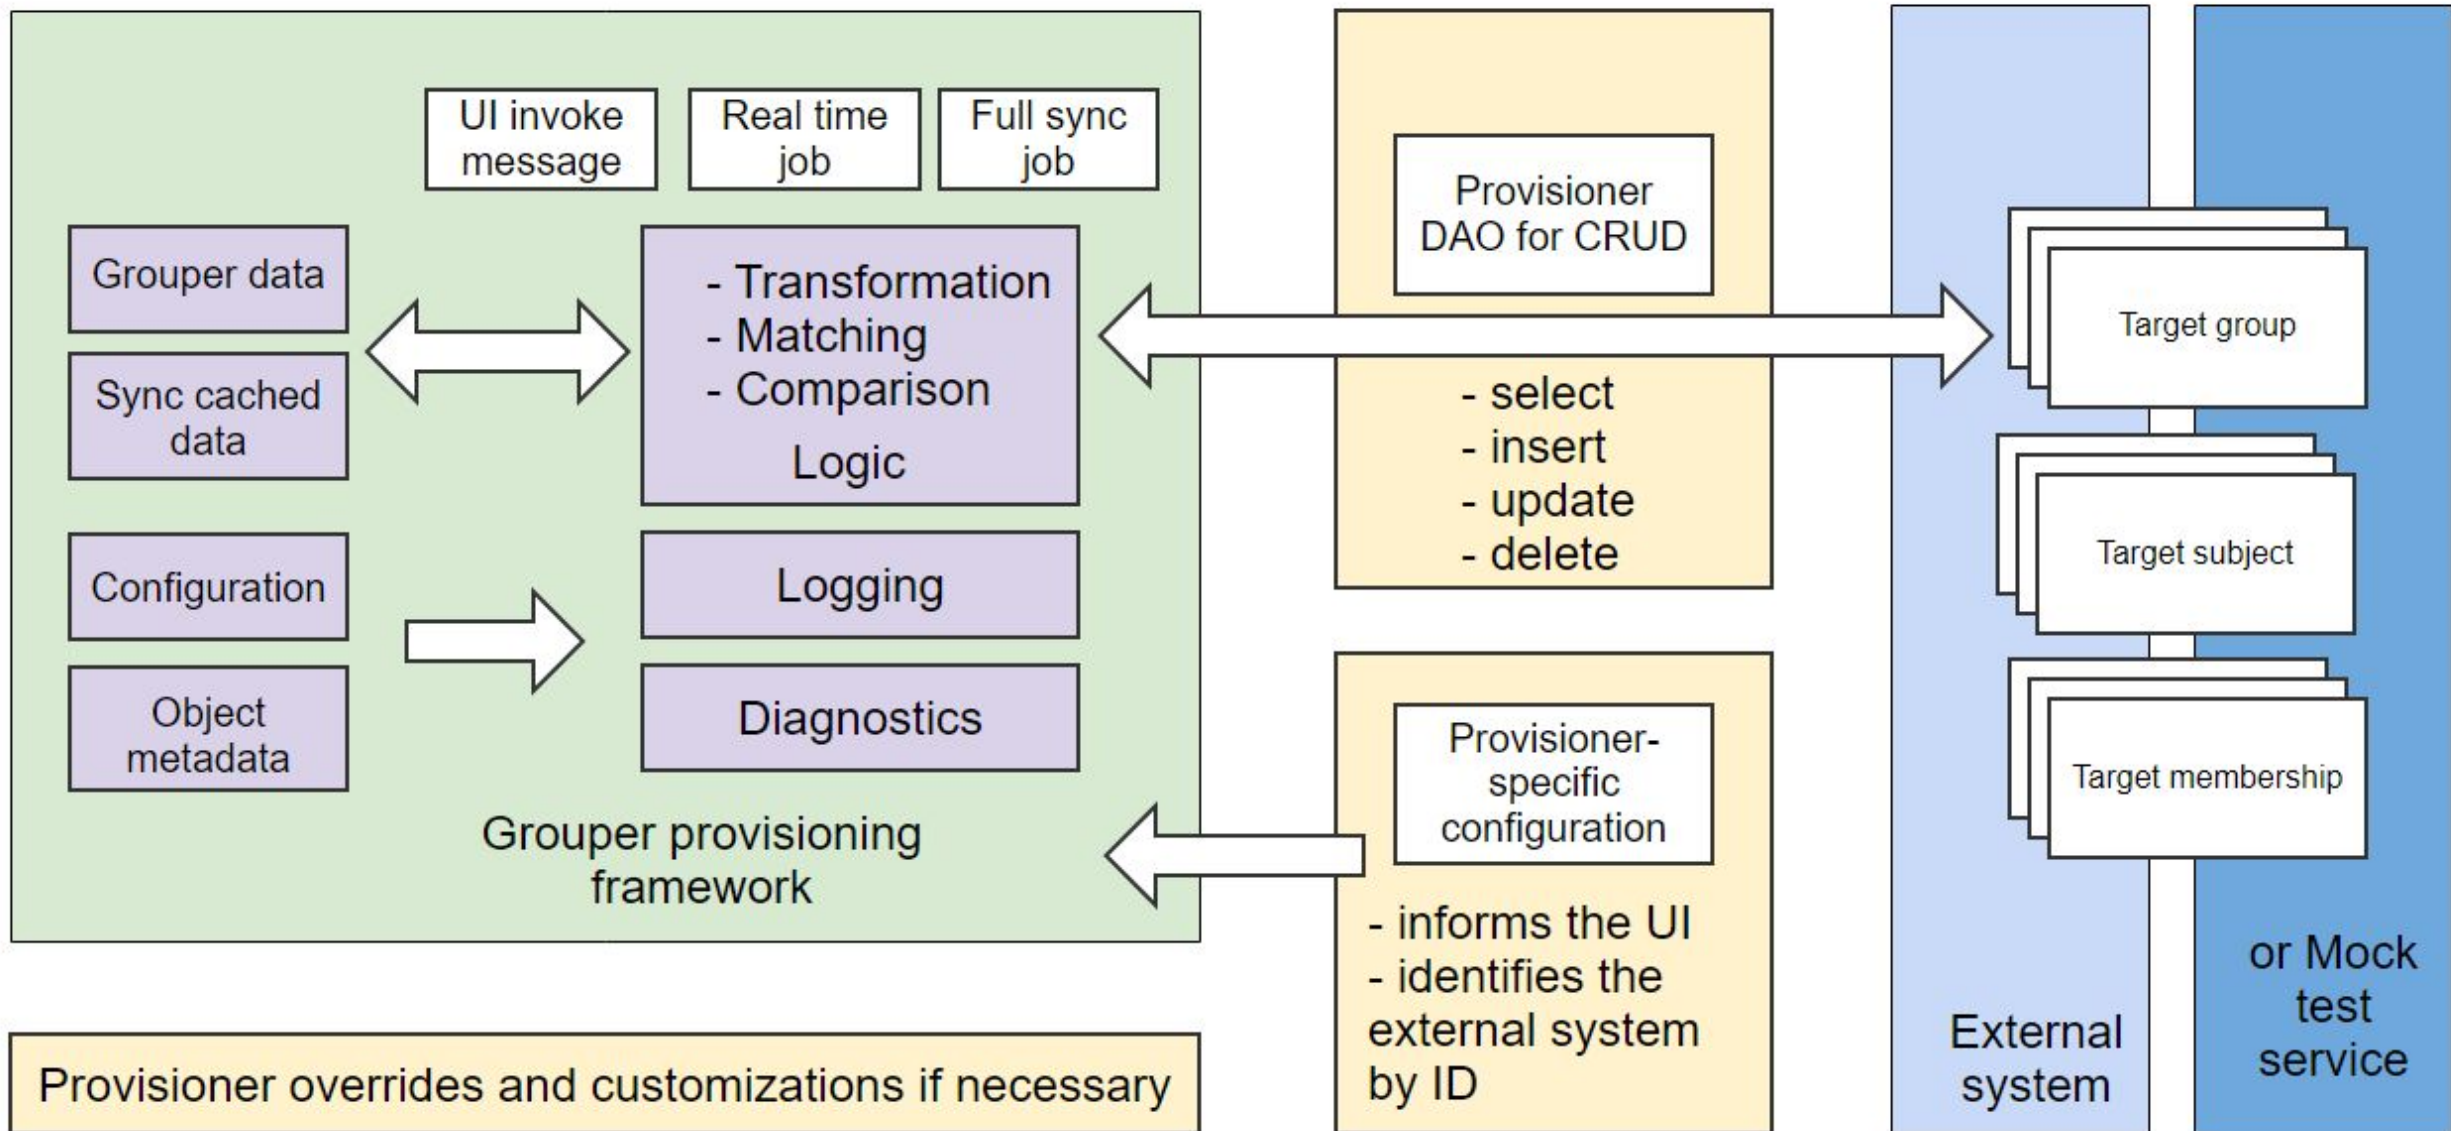 UI invoke
message
Real time
job
Full sync
job
Grouper data
Sync cached
data
Configuration
Object
metadata
- Transformation
- Matching
- Comparison
Logic
Logging
Diagnostics
Grouper provisioning
framework
Provisioner overrides and customizations if necessary
Provisioner
DAO for CRUD
- select
- insert
- update
- delete
Provisioner-
specific
configuration
- informs the UI
- identifies the
external system
by ID
Target group
Target subject
Target membership
External
system
or Mock
test
service